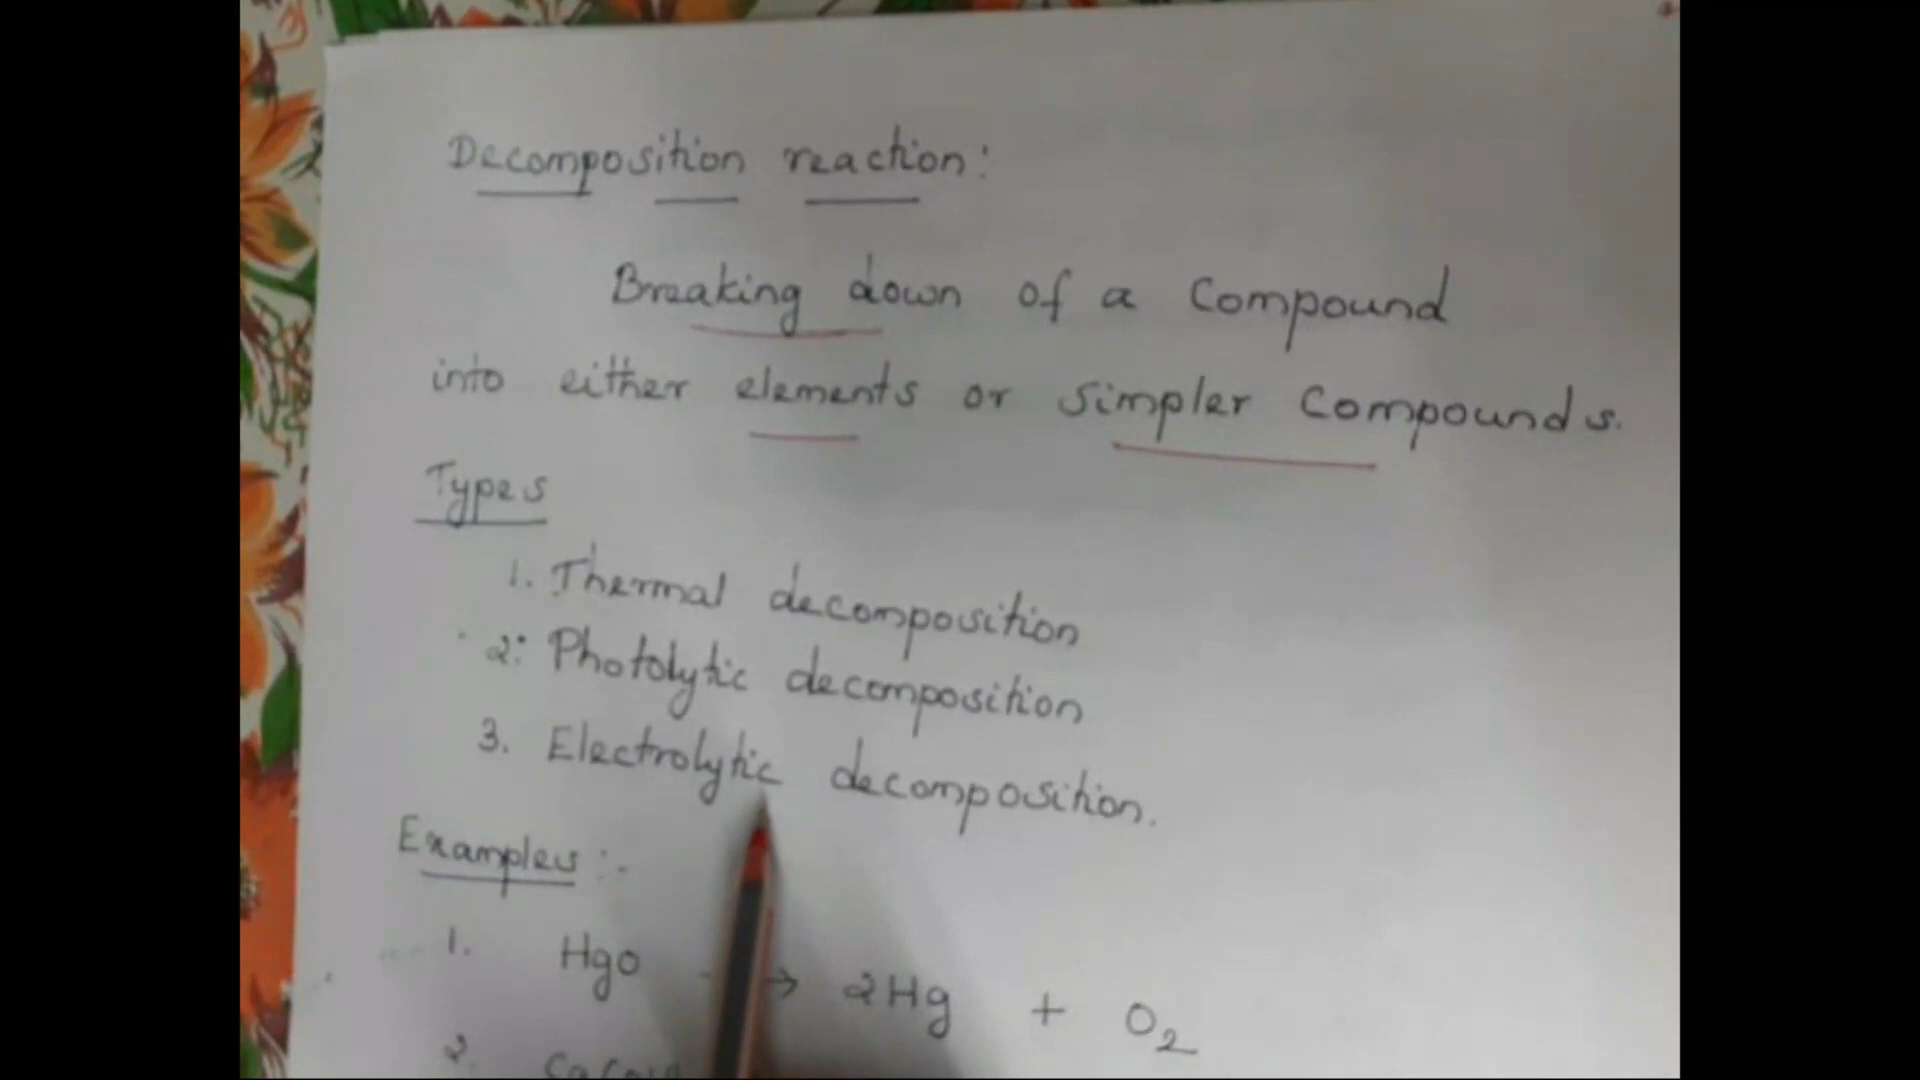 Decomposition reaction:
Breaking down of a Compound
into either elements or Simpler Compounds.
Types
1. Thermal decomposition
2. Photolytic decomposition
3. Electrolytic decomposition.
Examples:-
1. HgO → 2Hg + O₂
2.